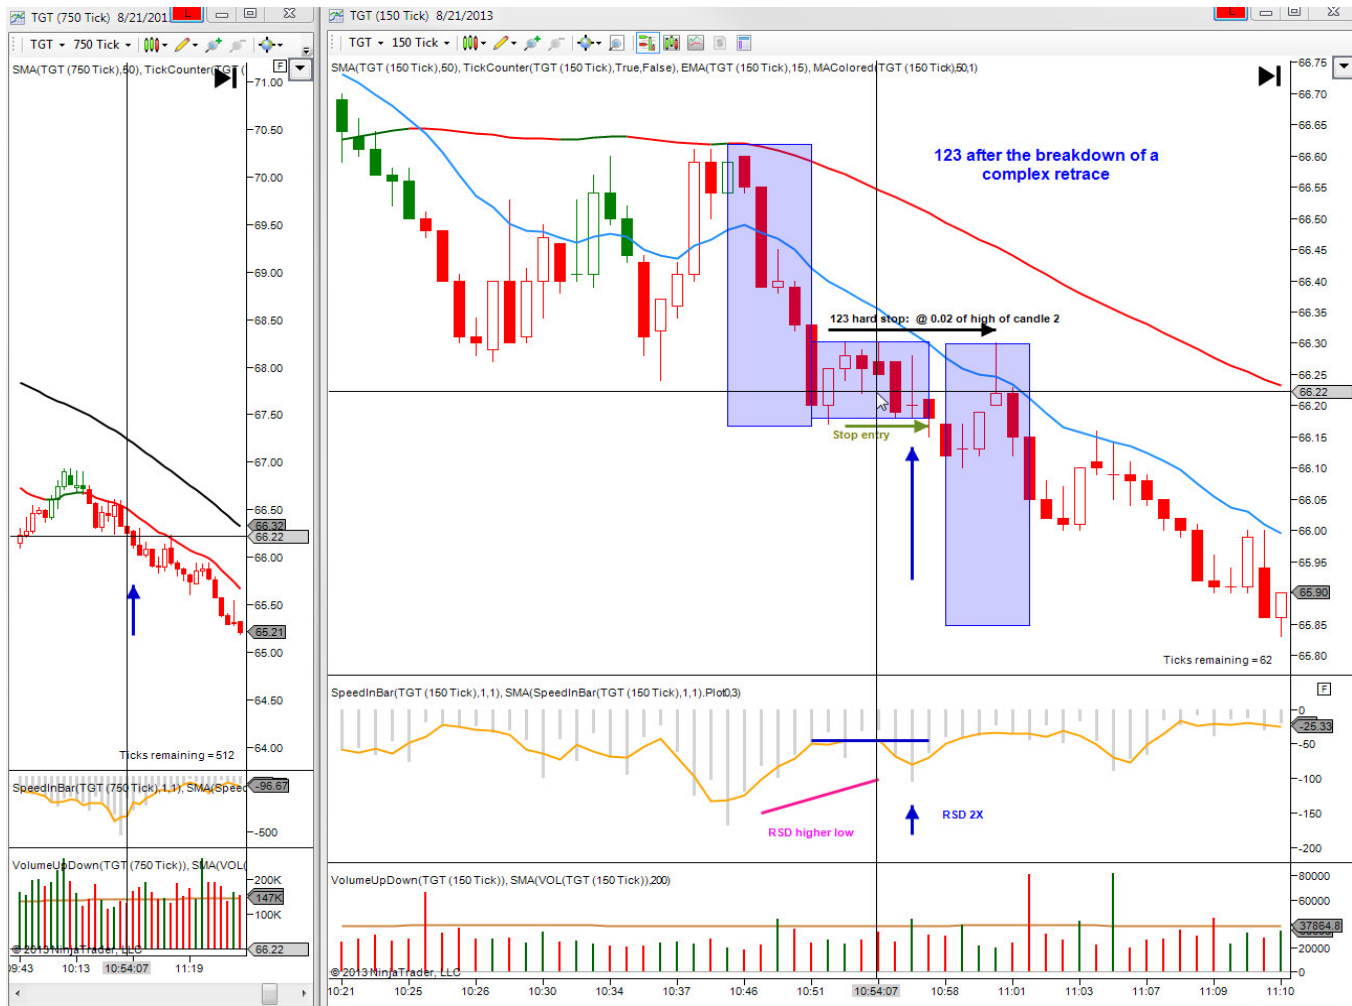 TGT (750 Tick)  8/21/201
TGT 750 Tick
SMA(TGT (750 Tick),50), TickCounter(TGT (
F
71.00
70.50
70.00
69.50
69.00
68.50
68.00
67.50
67.00
66.50
66.32
66.22
66.00
65.50
65.21
65.00
64.50
64.00
Ticks remaining = 512
SpeedInBar(TGT (750 Tick),1,1), SMA(Speed
-96.67
-500
VolumeUpDown(TGT (750 Tick)), SMA(VOL(
200K
147K
100K
66.22
© 2013 NinjaTrader, LLC
09:43 10:13 10:54:07 11:19
TGT (150 Tick)  8/21/2013
TGT 150 Tick
SMA(TGT (150 Tick),50), TickCounter(TGT (150 Tick),True,False), EMA(TGT (150 Tick),15), MAColored(TGT (150 Tick),50,1)
123 after the breakdown of a
complex retrace
123 hard stop:  @ 0.02 of high of candle 2
Stop entry
66.75
66.70
66.65
66.60
66.55
66.50
66.45
66.40
66.35
66.30
66.25
66.22
66.20
66.15
66.10
66.05
66.00
65.95
65.90
65.85
65.80
Ticks remaining = 62
SpeedInBar(TGT (150 Tick),1,1), SMA(SpeedInBar(TGT (150 Tick),1,1).Plot0,3)
F
0
-25.33
-50
-100
-150
-200
RSD higher low
RSD 2X
VolumeUpDown(TGT (150 Tick)), SMA(VOL(TGT (150 Tick)),200)
80000
60000
37864.8
20000
0
© 2013 NinjaTrader, LLC
10:21 10:25 10:26 10:30 10:34 10:37 10:46 10:51 10:54:07 10:58 11:01 11:03 11:07 11:09 11:10